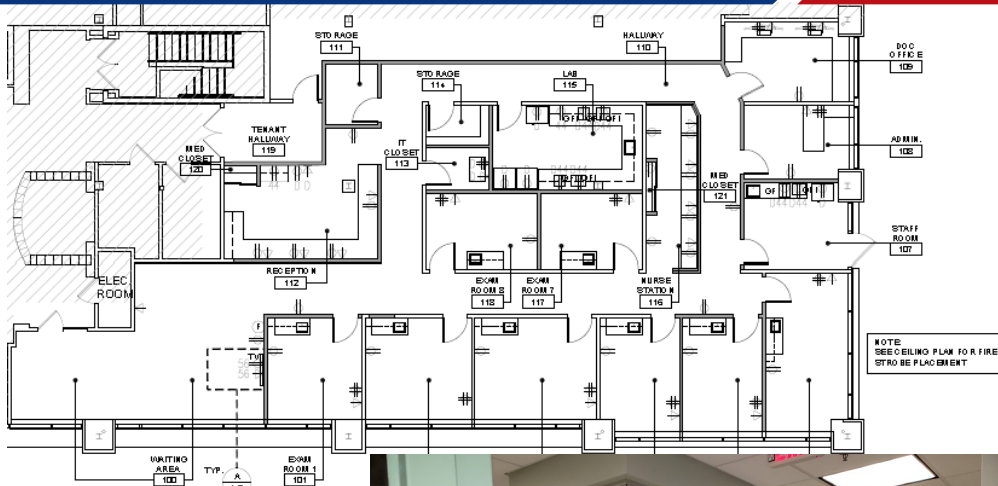 STORAGE
111
HALLWAY
110
DOC
OFFICE
109
STORAGE
114
LAB
115
TENANT
HALLWAY
119
IT
CLOSET
113
ADMIN.
108
MED
CLOSET
120
MED
CLOSET
121
STAFF
ROOM
107
RECEPTION
112
ELEC.
ROOM
EXAM
ROOM 8
118
EXAM
ROOM 7
117
NURSE
STATION
116
NOTE
SEE CEILING PLAN FOR FIRE
STROBE PLACEMENT
WAITING
AREA
100
TYP.
A
EXAM
ROOM 1
101